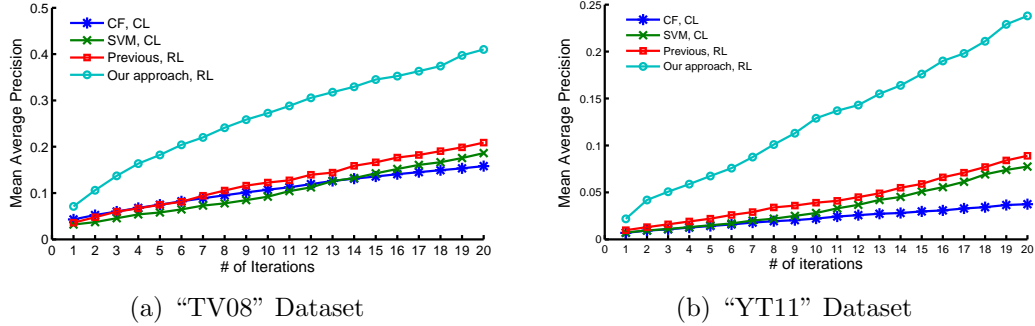 0.5
0.4
0.3
0.2
0.1
0
Mean Average Precision
CF, CL
SVM, CL
Previous, RL
Our approach, RL
0 1 2 3 4 5 6 7 8 9 10 11 12 13 14 15 16 17 18 19 20
# of Iterations
(a) “TV08” Dataset
0.25
0.2
0.15
0.1
0.05
0
Mean Average Precision
CF, CL
SVM, CL
Previous, RL
Our approach, RL
0 1 2 3 4 5 6 7 8 9 10 11 12 13 14 15 16 17 18 19 20
# of iterations
(b) “YT11” Dataset